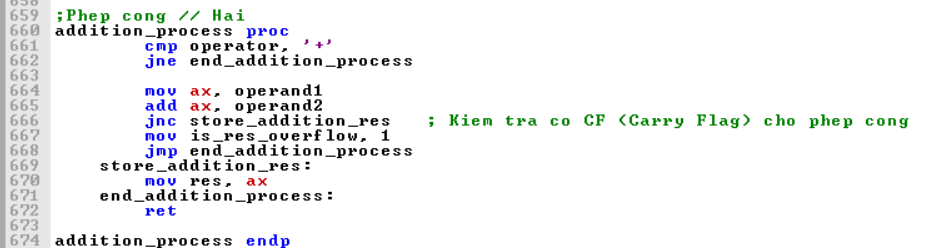 658
659 ;Phep cong // Hai
660 addition_process proc
661         cmp operator, '+'
662         jne end_addition_process
663
664         mov ax, operand1
665         add ax, operand2
666         jnc store_addition_res   ; Kiem tra co CF (Carry Flag) cho phep cong
667         mov is_res_overflow, 1
668         jmp end_addition_process
669     store_addition_res:
670         mov res, ax
671     end_addition_process:
672         ret
673
674 addition_process endp